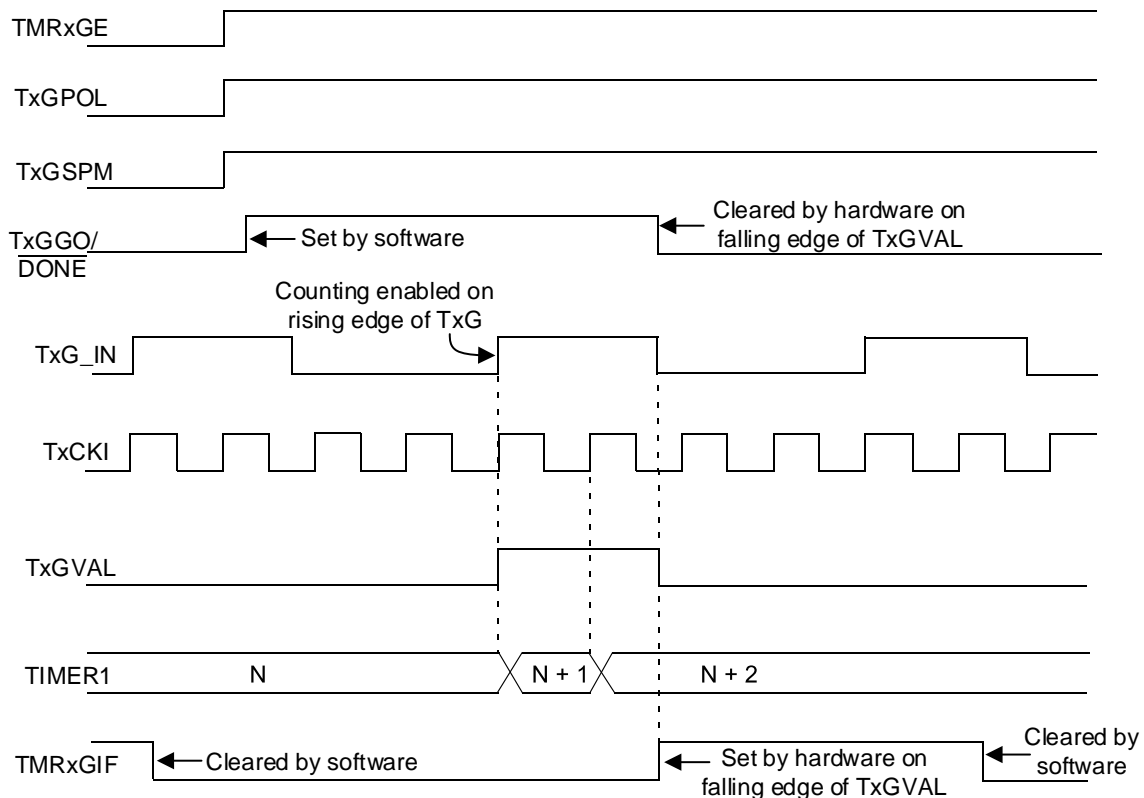 TMRxGE
TxGPOL
TxGSPM
TxGGO/
DONE
Set by software
Cleared by hardware on
falling edge of TxGVAL
Counting enabled on
rising edge of TxG
TxG_IN
TxCKI
TxGVAL
TIMER1
N
N + 1
N + 2
TMRxGIF
Cleared by software
Set by hardware on
falling edge of TxGVAL
Cleared by
software